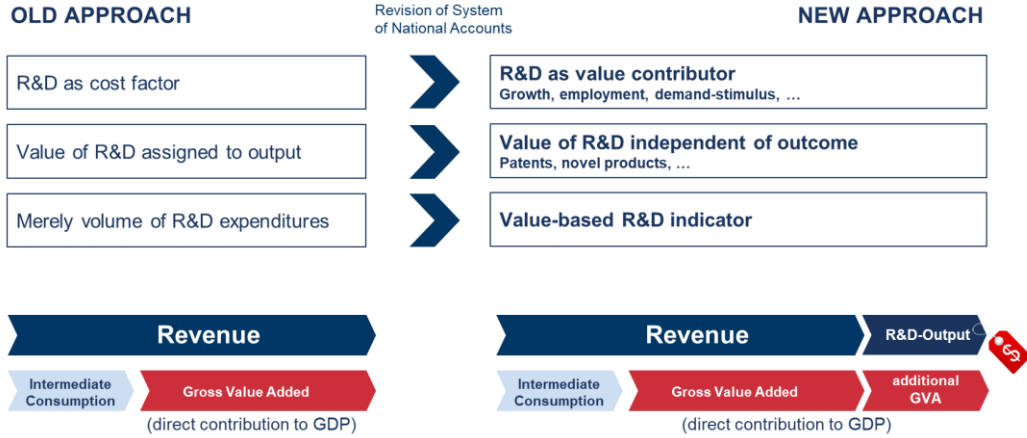 OLD APPROACH
Revision of System
of National Accounts
NEW APPROACH
R&D as cost factor
R&D as value contributor
Growth, employment, demand-stimulus, …
Value of R&D assigned to output
Value of R&D independent of outcome
Patents, novel products, …
Merely volume of R&D expenditures
Value-based R&D indicator
Revenue
Intermediate
Consumption
Gross Value Added
(direct contribution to GDP)
Revenue
R&D-Output
$
Intermediate
Consumption
Gross Value Added
additional
GVA
(direct contribution to GDP)